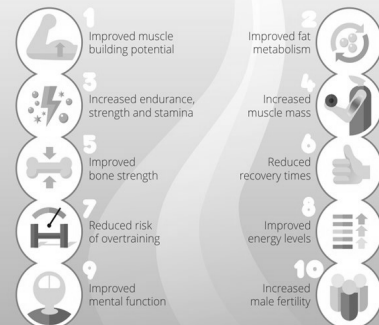 1
Improved muscle
building potential
2
Improved fat
metabolism
3
Increased endurance,
strength and stamina
4
Increased
muscle mass
5
Improved
bone strength
6
Reduced
recovery times
7
Reduced risk
of overtraining
8
Improved
energy levels
9
Improved
mental function
10
Increased
male fertility